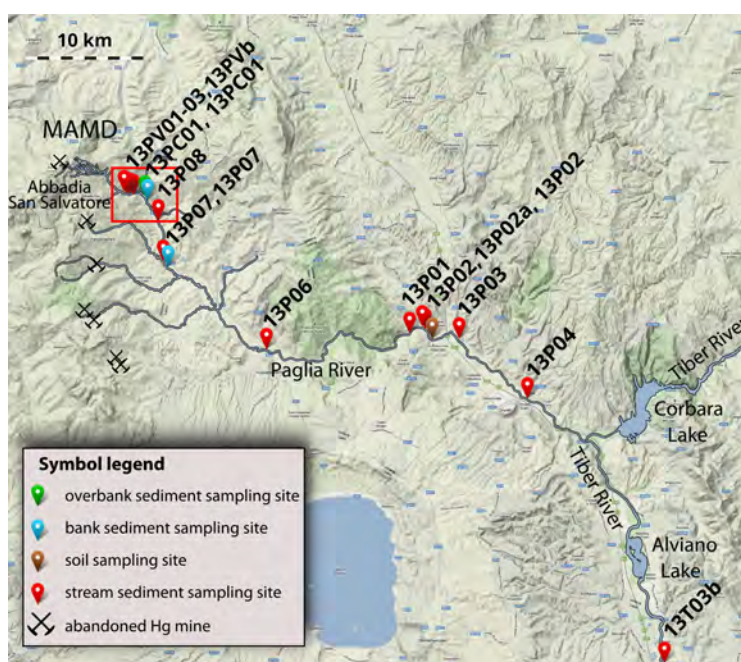 10 km
MAMD
Abbadia
San Salvatore
13PV01-03, 13PVb
13PC01, 13PC01
13P08
13P07, 13P07
13P06
13P01
13P02, 13P02a, 13P02
13P03
13P04
Paglia River
Tiber River
Corbara
Lake
Tiber River
Alviano
Lake
13T03b
Symbol legend
overbank sediment sampling site
bank sediment sampling site
soil sampling site
stream sediment sampling site
abandoned Hg mine